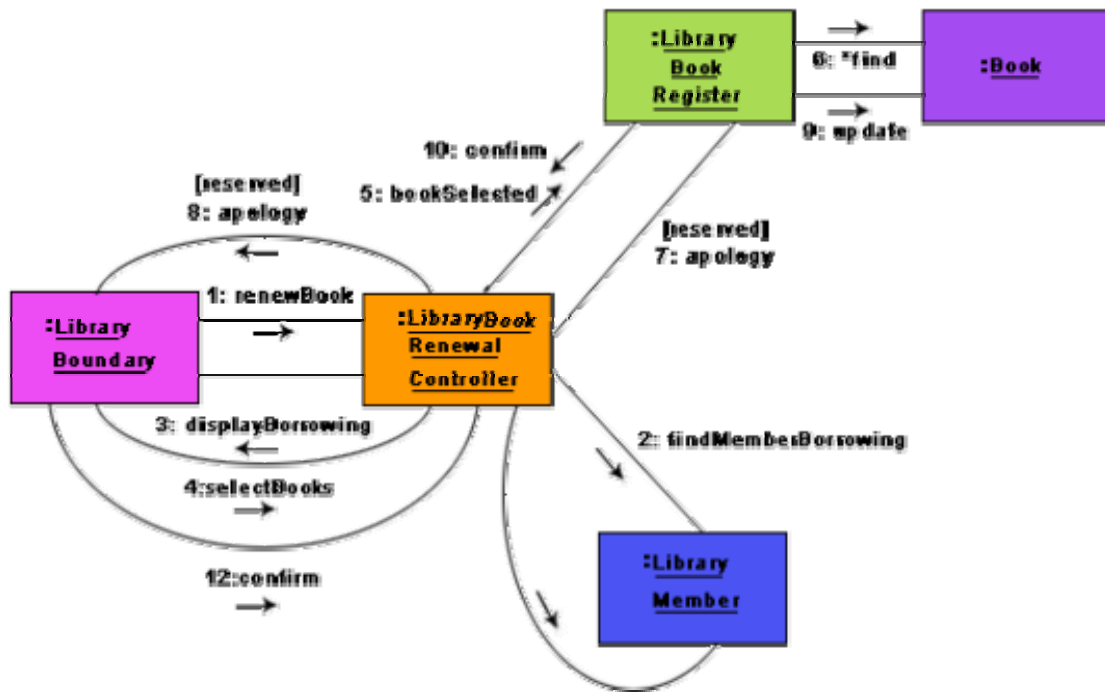 :Library
Book
Register
6: *find
:Book
9: update
10: confirm
5: bookSelected
[reserved]
8: apology
[reserved]
7: apology
1: renewBook
:Library
Boundary
:LibraryBook
Renewal
Controller
3: displayBorrowing
2: findMemberBorrowing
4:selectBooks
12:confirm
:Library
Member